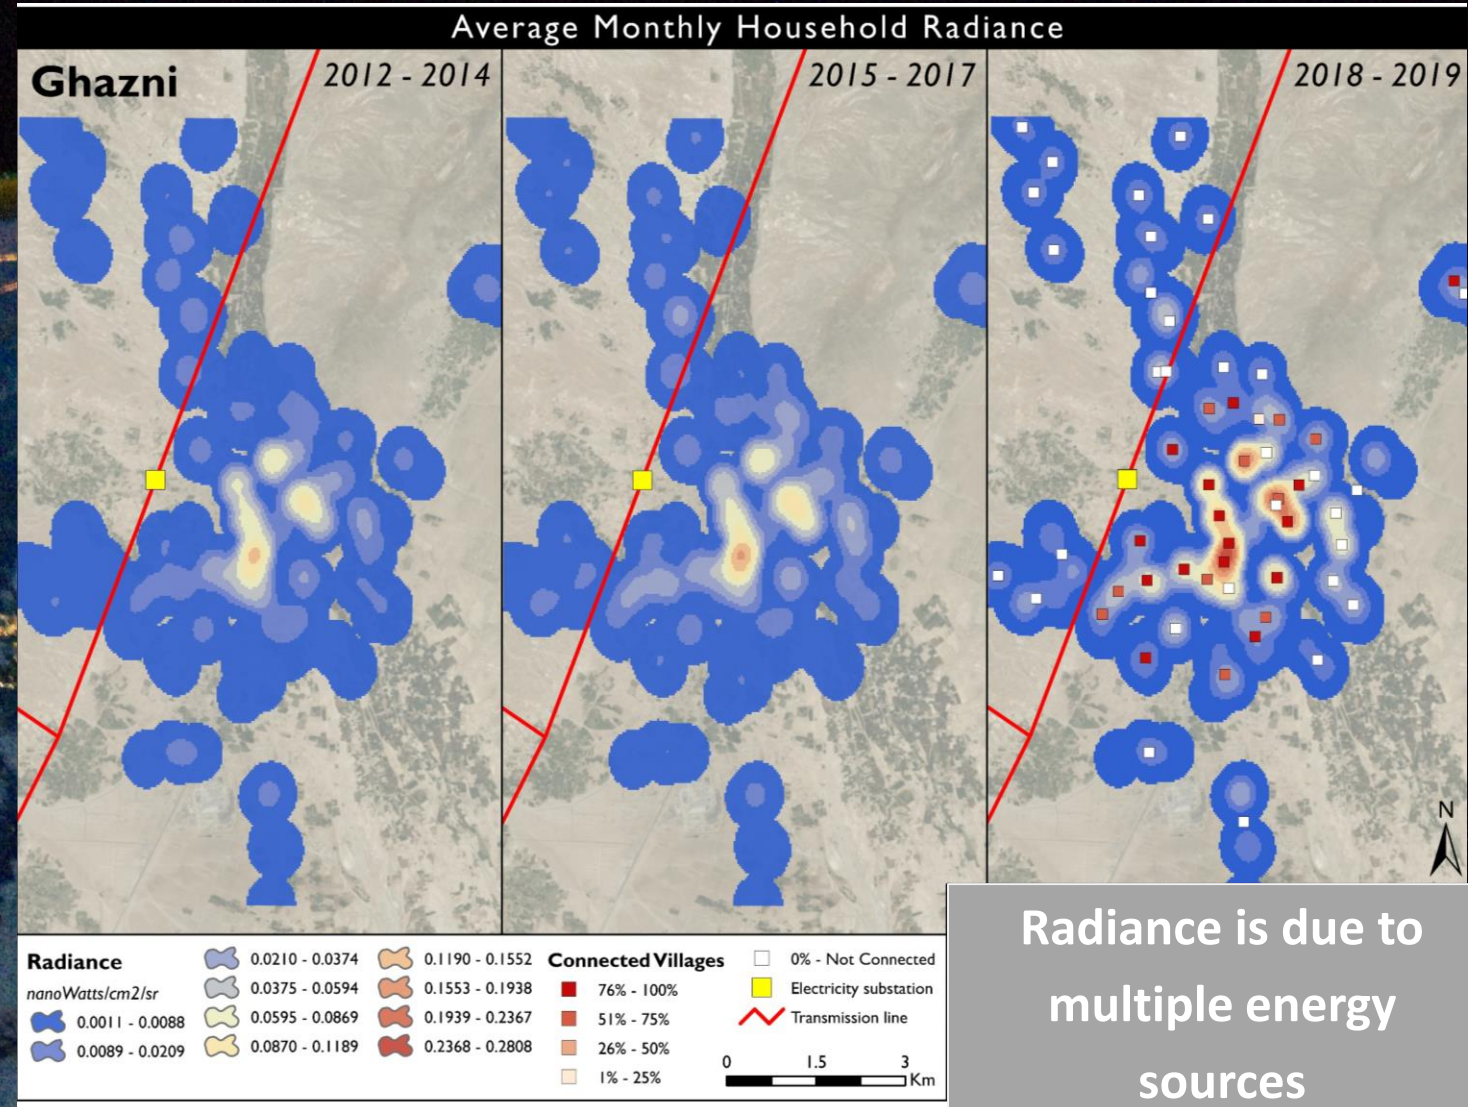 Average Monthly Household Radiance
Ghazni
2012 - 2014
2015 - 2017
2018 - 2019
N
Radiance
nanoWatts/cm2/sr
0.0011 - 0.0088
0.0089 - 0.0209
0.0210 - 0.0374
0.0375 - 0.0594
0.0595 - 0.0869
0.0870 - 0.1189
0.1190 - 0.1552
0.1553 - 0.1938
0.1939 - 0.2367
0.2368 - 0.2808
Connected Villages
76% - 100%
51% - 75%
26% - 50%
1% - 25%
0% - Not Connected
Electricity substation
Transmission line
0 1.5 3
Km
Radiance is due to
multiple energy
sources